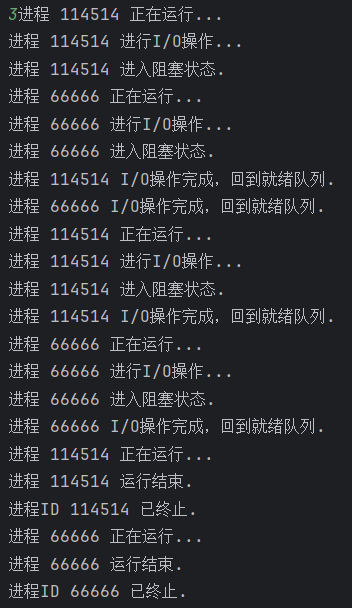 3进程 114514 正在运行...
进程 114514 进行I/O操作...
进程 114514 进入阻塞状态.
进程 66666 正在运行...
进程 66666 进行I/O操作...
进程 66666 进入阻塞状态.
进程 114514 I/O操作完成，回到就绪队列.
进程 66666 I/O操作完成，回到就绪队列.
进程 114514 正在运行...
进程 114514 进行I/O操作...
进程 114514 进入阻塞状态.
进程 114514 I/O操作完成，回到就绪队列.
进程 66666 正在运行...
进程 66666 进行I/O操作...
进程 66666 进入阻塞状态.
进程 66666 I/O操作完成，回到就绪队列.
进程 114514 正在运行...
进程 114514 运行结束.
进程ID 114514 已终止.
进程 66666 正在运行...
进程 66666 运行结束.
进程ID 66666 已终止.